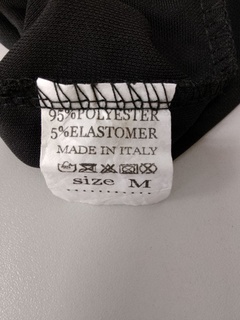 95%POLYESTER
5%ELASTOMER
MADE IN ITALY
size M